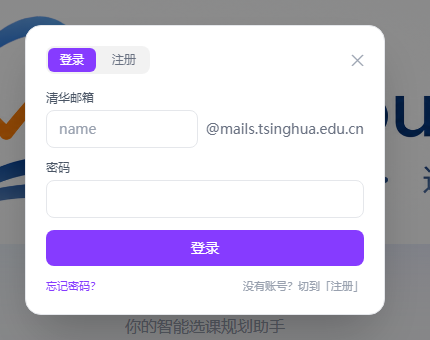 登录 注册
清华邮箱
name @mails.tsinghua.edu.cn
密码
登录
忘记密码？ 没有账号？切到「注册」
你的智能选课规划助手